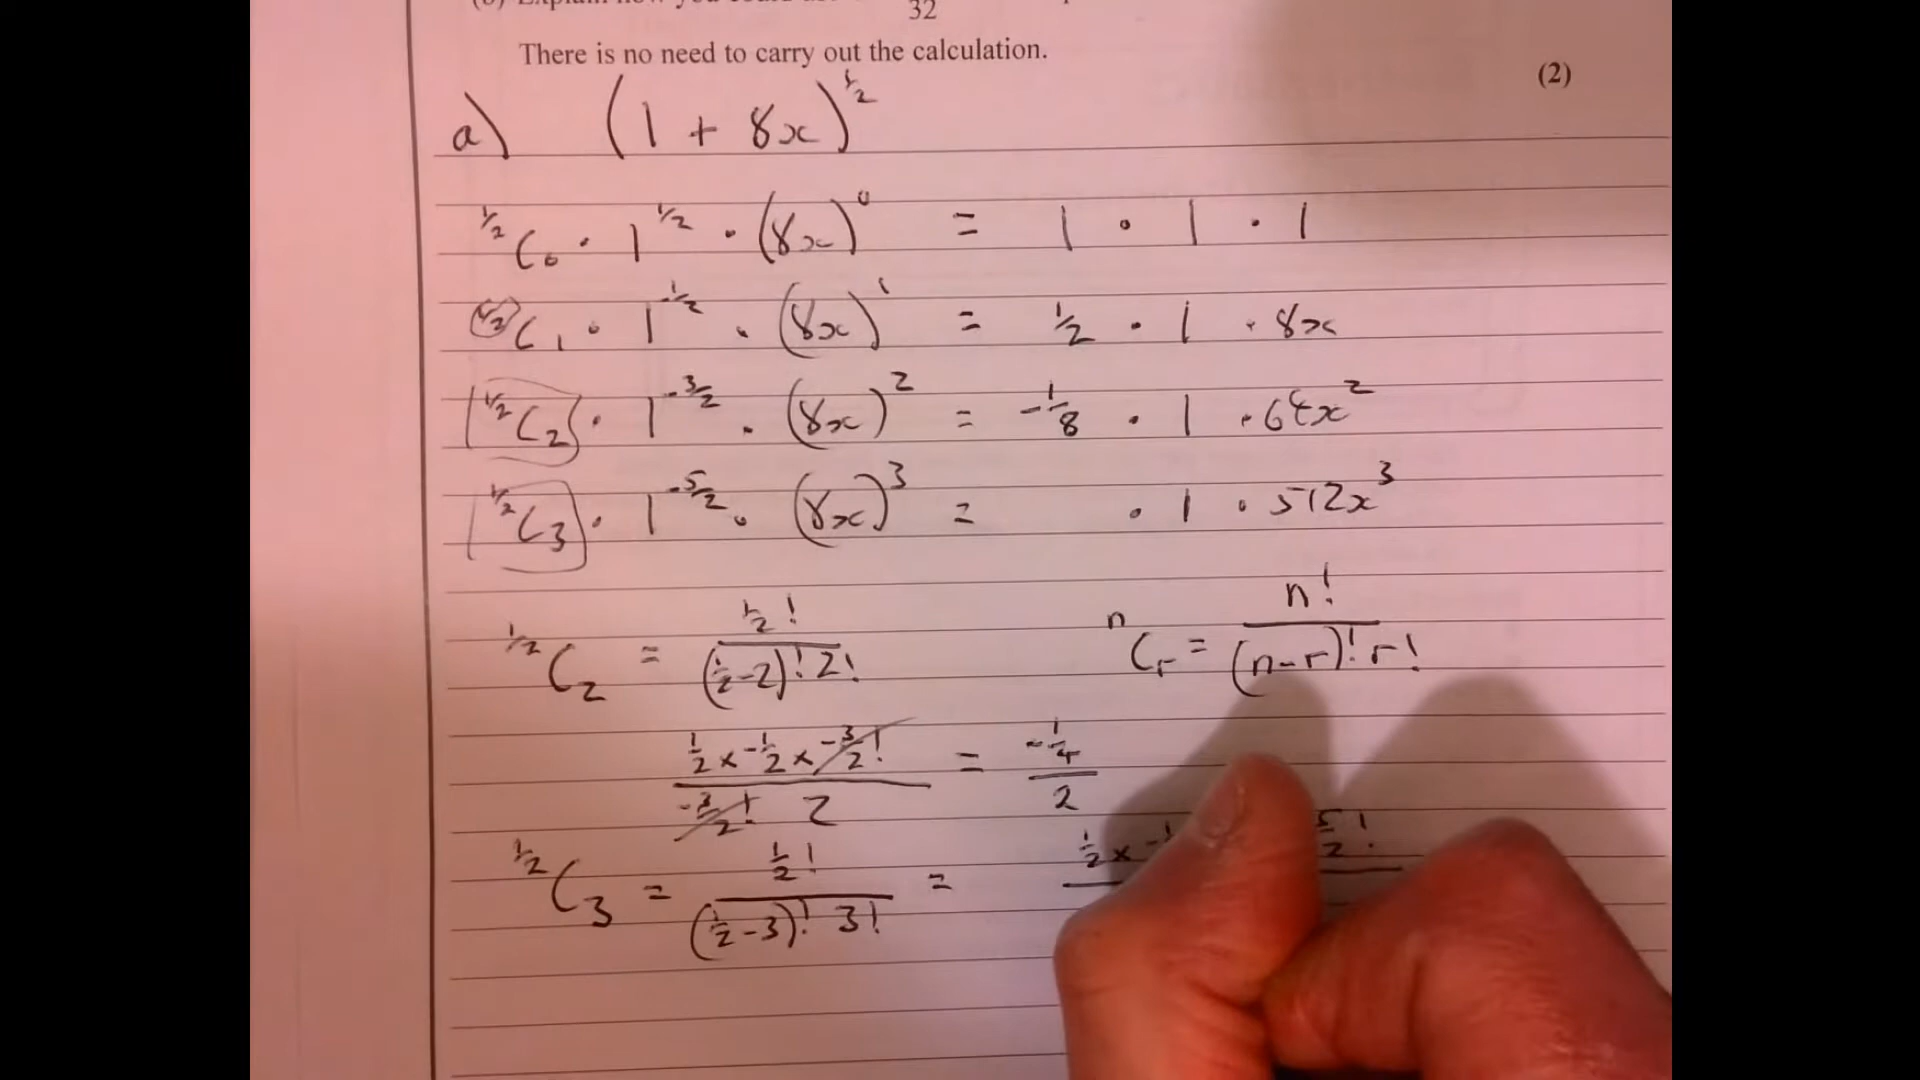 32
There is no need to carry out the calculation.
(2)
a) (1 + 8x)^½
½C₀ · 1^½ · (8x)⁰ = 1 · 1 · 1
½C₁ · 1^-½ · (8x)¹ = ½ · 1 · 8x
½C₂ · 1^-3/2 · (8x)² = -⅛ · 1 · 64x²
½C₃ · 1^-5/2 · (8x)³ = · 1 · 512x³
½C₂ = ½! / (½-2)! 2!
nCr = n! / (n-r)! r!
½ x -½ x -3/2! / -3/2! 2 = -¼ / 2
½C₃ = ½! / (½-3)! 3! = ½ x